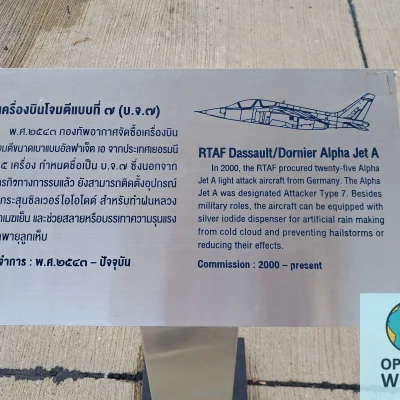 เครื่องบินโจมตีแบบที่ ๗ (บ.จ.๗)
พ.ศ.๒๕๔๓ กองทัพอากาศจัดซื้อเครื่องบิน
โจมตีขนาดเบาแบบอัลฟาเจ็ต เอ จากประเทศเยอรมนี
๕ เครื่อง กำหนดชื่อเป็น บ.จ.๗ ซึ่งนอกจาก
ภารกิจทางการรบแล้ว ยังสามารถติดตั้งอุปกรณ์
กระสุนซิลเวอร์ไอโอไดด์ สำหรับทำฝนหลวง
เมฆเย็น และช่วยสลายหรือบรรเทาความรุนแรง
พายุลูกเห็บ
จำการ : พ.ศ.๒๕๔๓ – ปัจจุบัน
RTAF Dassault/Dornier Alpha Jet A
In 2000, the RTAF procured twenty-five Alpha
Jet A light attack aircraft from Germany. The Alpha
Jet A was designated Attacker Type 7. Besides
military roles, the aircraft can be equipped with
silver iodide dispenser for artificial rain making
from cold cloud and preventing hailstorms or
reducing their effects.
Commission : 2000 – present
OP
W